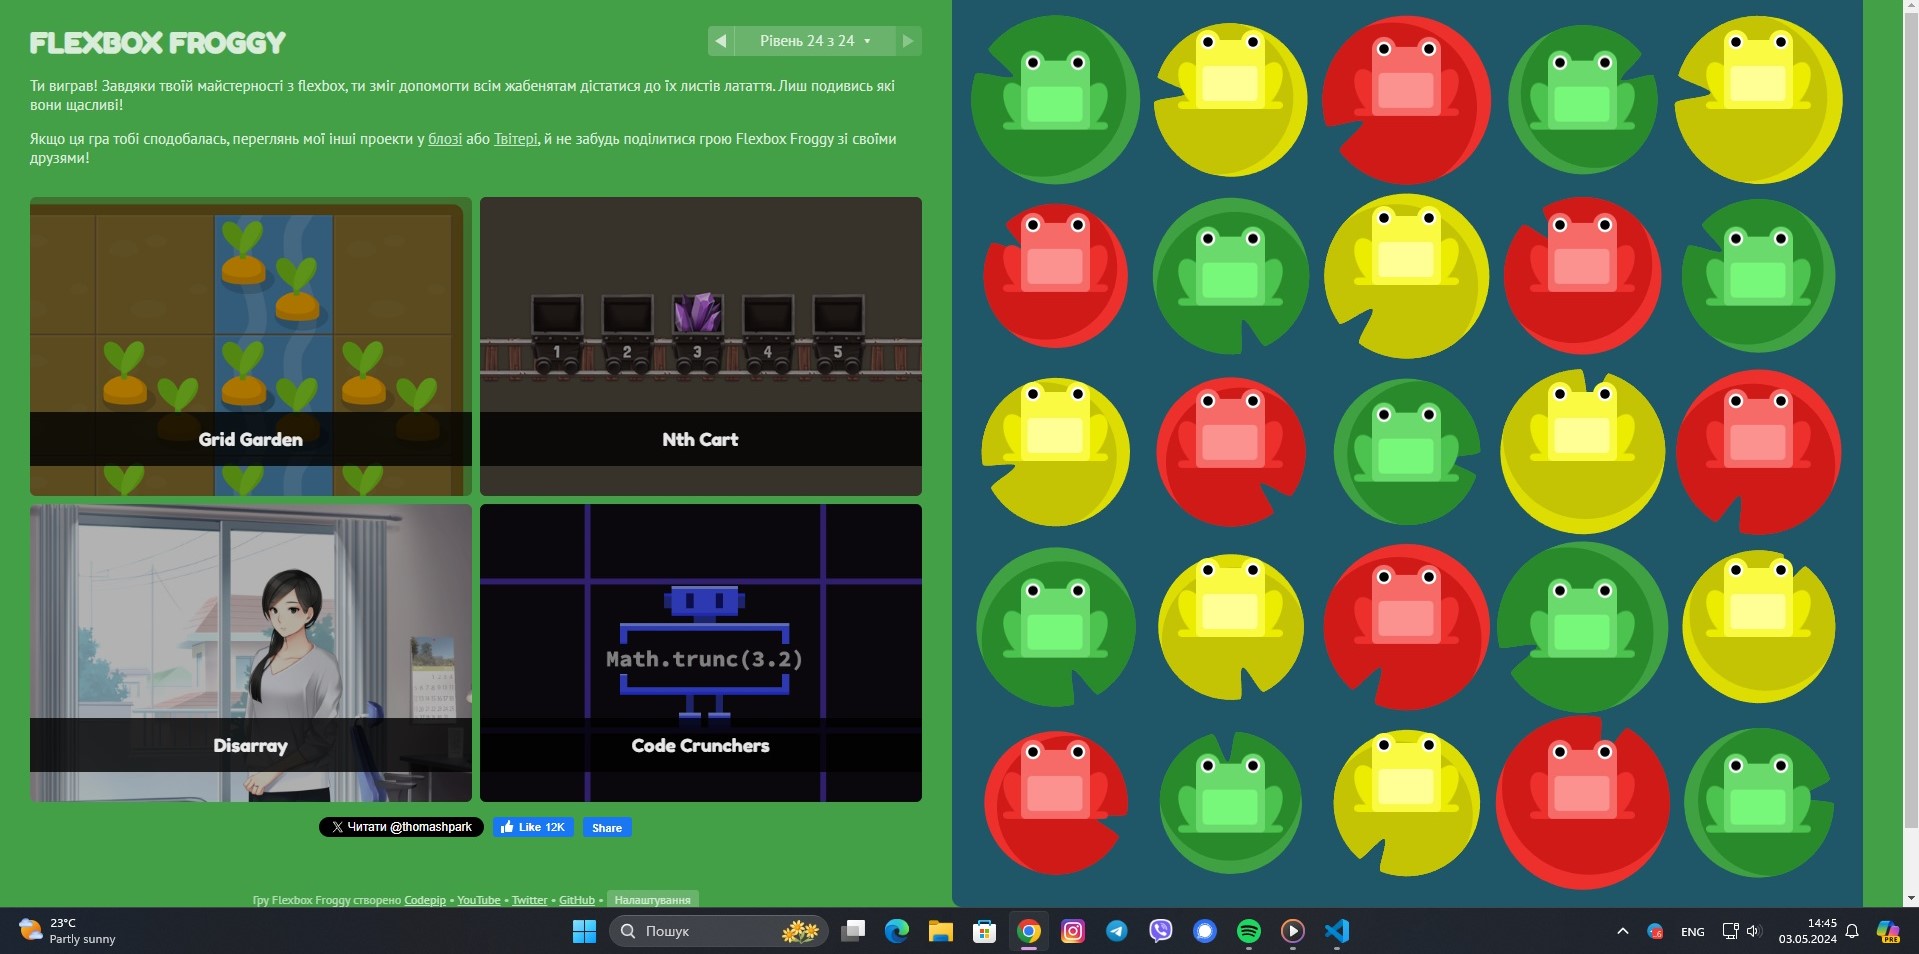 FLEXBOX FROGGY
Рівень 24 з 24
Ти виграв! Завдяки твоїй майстерності з flexbox, ти зміг допомогти всім жабенятам дістатися до їх листів латаття. Лиш подивись які
вони щасливі!
Якщо ця гра тобі сподобалась, переглянь мої інші проекти у блозі або Твітері, й не забудь поділитися грою Flexbox Froggy зі своїми
друзями!
1 2 3 4 5
Grid Garden
Nth Cart
Math.trunc(3.2)
Disarray
Code Crunchers
Читати @thomashpark
Like 12K
Share
Гру Flexbox Froggy створено Codepip • YouTube • Twitter • GitHub • Налаштування
23°C
Partly sunny
Пошук
6
ENG
14:45
03.05.2024
PRE